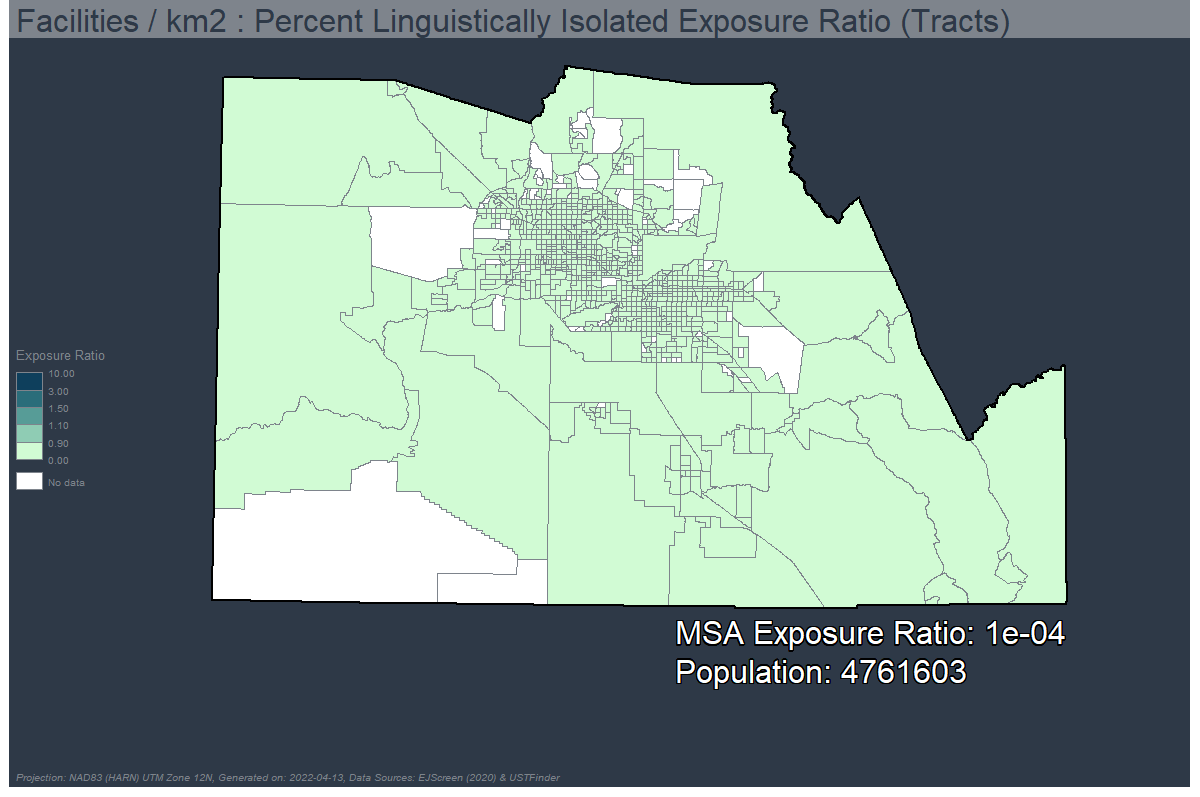 Facilities / km2 : Percent Linguistically Isolated Exposure Ratio (Tracts)
Exposure Ratio
10.00
3.00
1.50
1.10
0.90
0.00
No data
MSA Exposure Ratio: 1e-04
Population: 4761603
Projection: NAD83 (HARN) UTM Zone 12N, Generated on: 2022-04-13, Data Sources: EJScreen (2020) & USTFinder